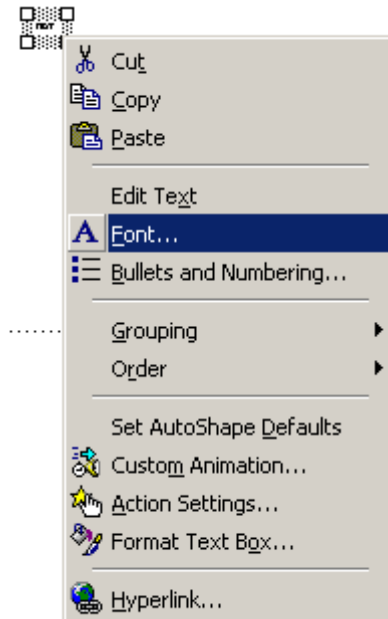 TEXT
Cut
Copy
Paste
Edit Text
Font...
Bullets and Numbering...
Grouping
Order
Set AutoShape Defaults
Custom Animation...
Action Settings...
Format Text Box...
Hyperlink...